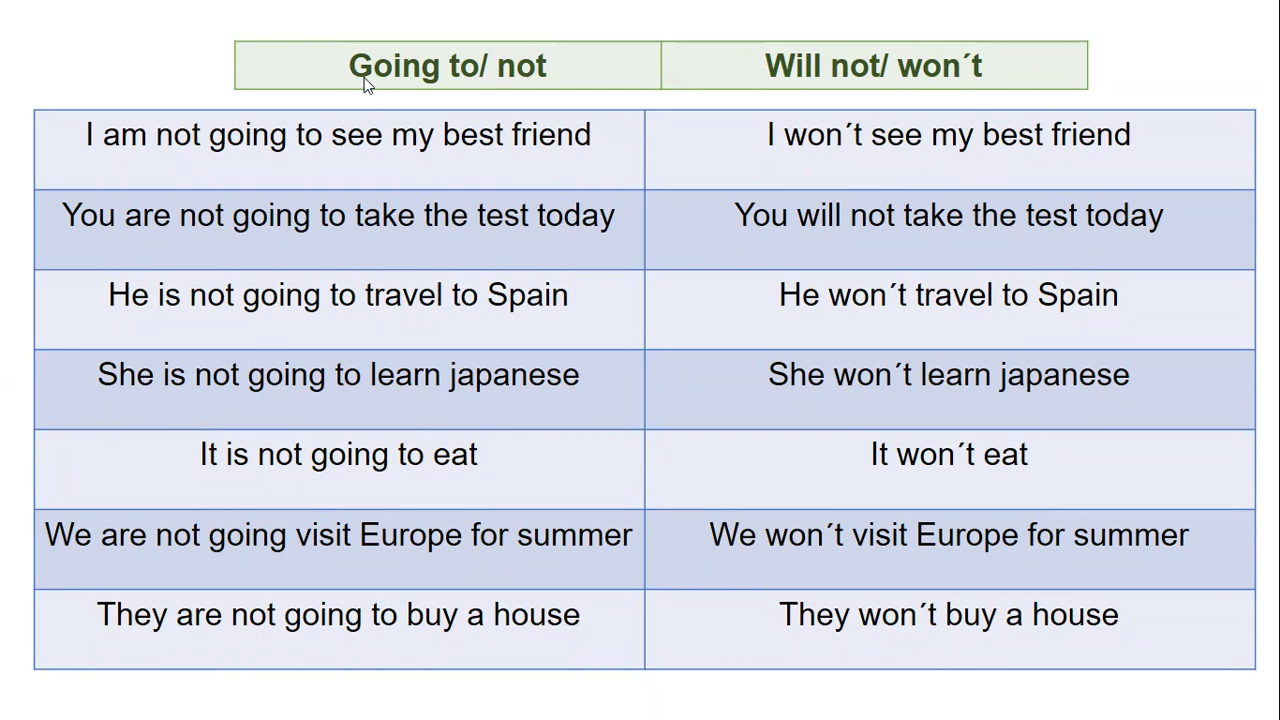 Going to/ not
Will not/ won´t
I am not going to see my best friend
I won´t see my best friend
You are not going to take the test today
You will not take the test today
He is not going to travel to Spain
He won´t travel to Spain
She is not going to learn japanese
She won´t learn japanese
It is not going to eat
It won´t eat
We are not going visit Europe for summer
We won´t visit Europe for summer
They are not going to buy a house
They won´t buy a house